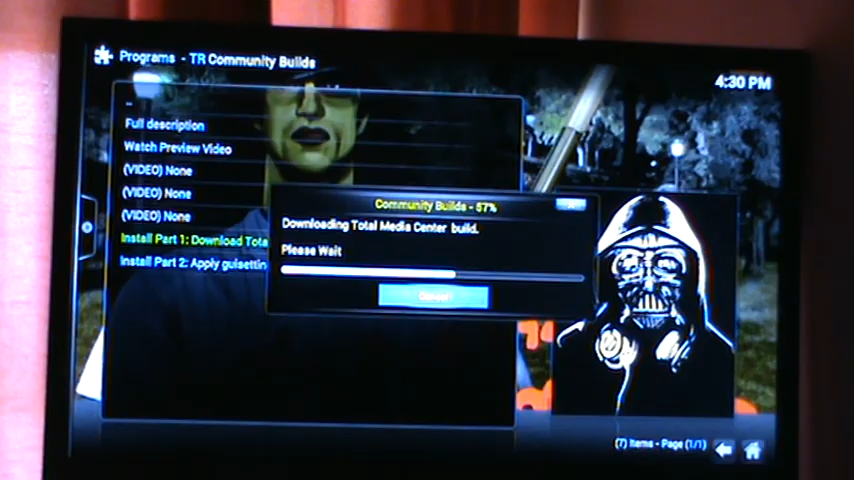 Programs - TR Community Builds
4:30 PM
..
Full description
Watch Preview Video
(VIDEO) None
(VIDEO) None
(VIDEO) None
Install Part 1: Download Tota
Install Part 2: Apply guisettin
Community Builds - 57%
Downloading Total Media Center build.
Please Wait
Cancel
(7) Items - Page (1/1)